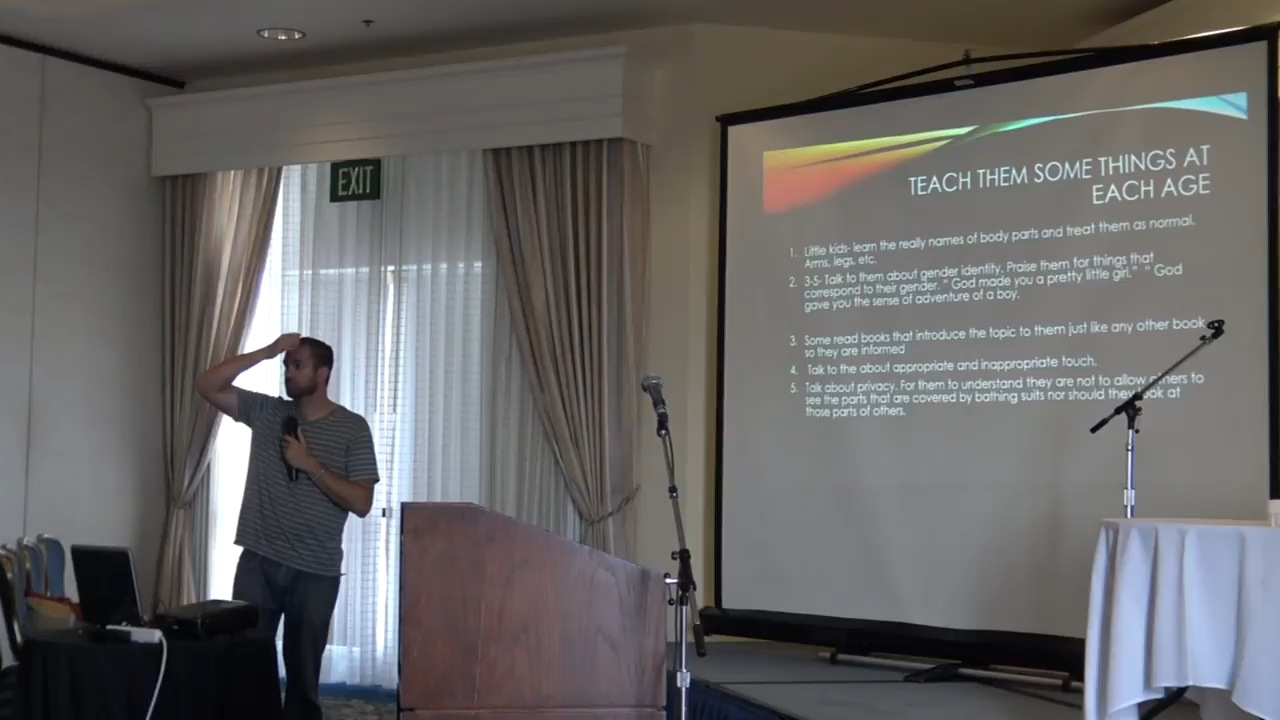 EXIT
TEACH THEM SOME THINGS AT
EACH AGE
1. Little kids- learn the really names of body parts and treat them as normal.
Arms, legs, etc.
2. 3-5- Talk to them about gender identity. Praise them for things that
correspond to their gender. " God made you a pretty little girl." " God
gave you the sense of adventure of a boy.
3. Some read books that introduce the topic to them just like any other book
so they are informed
4. Talk to the about appropriate and inappropriate touch.
5. Talk about privacy. For them to understand they are not to allow others to
see the parts that are covered by bathing suits nor should they look at
those parts of others.